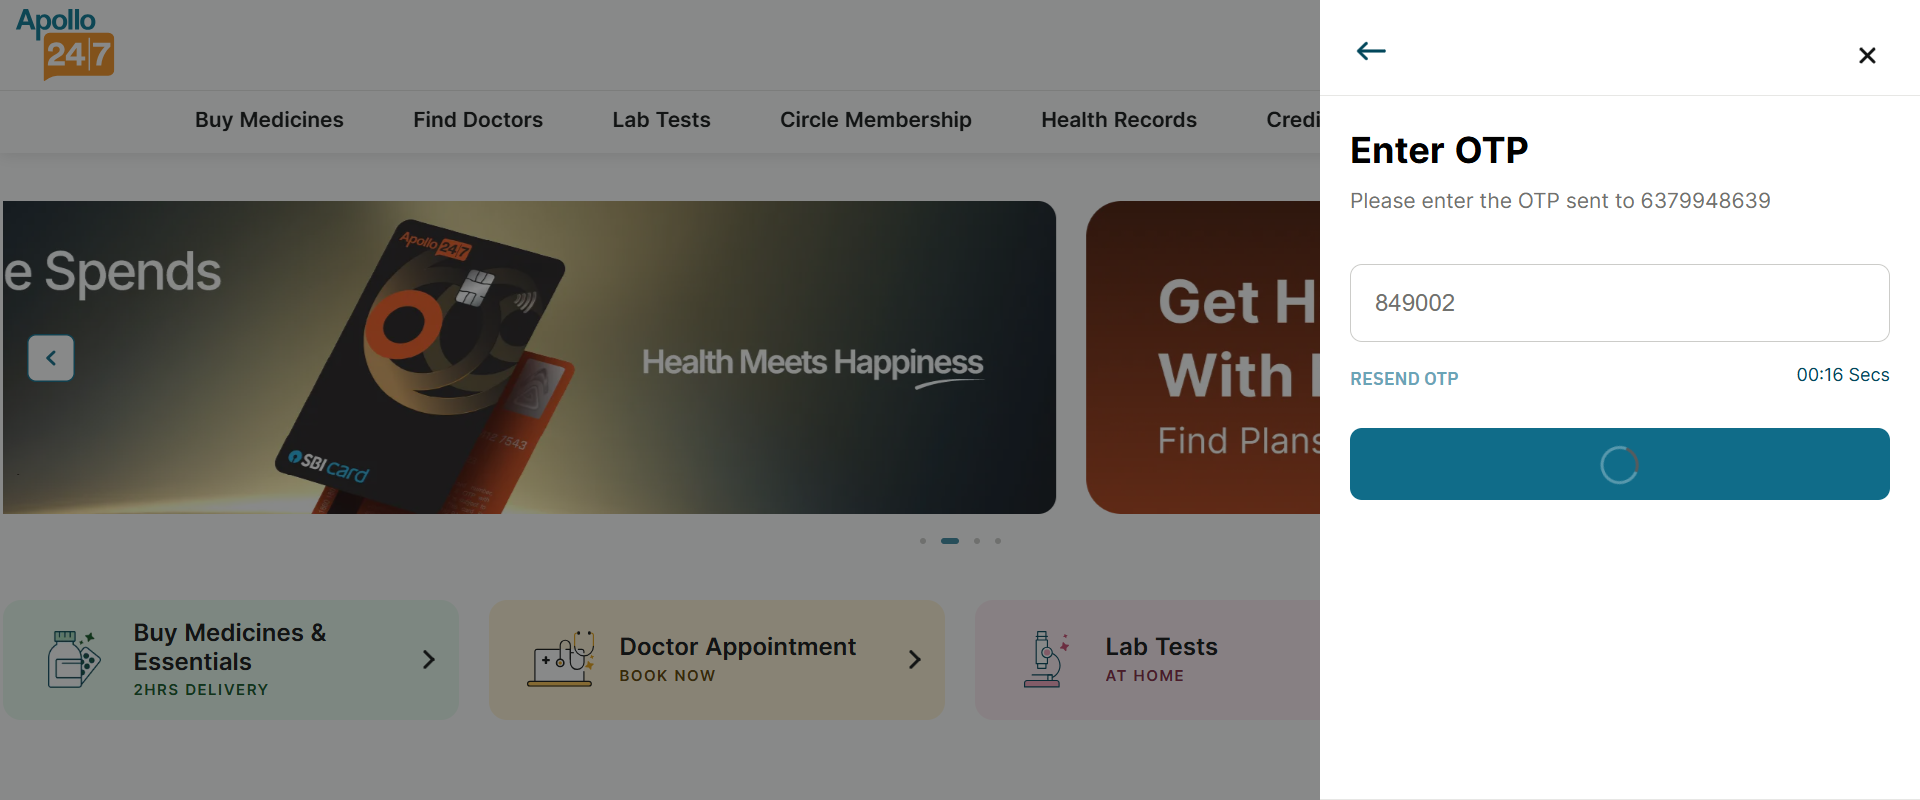 Apollo
24|7
Buy Medicines
Find Doctors
Lab Tests
Circle Membership
Health Records
Credi
e Spends
Apollo 24|7
SBI card
Health Meets Happiness
Get H
With
Find Plans
Buy Medicines &
Essentials
2HRS DELIVERY
Doctor Appointment
BOOK NOW
Lab Tests
AT HOME
Enter OTP
Please enter the OTP sent to 6379948639
849002
RESEND OTP
00:16 Secs